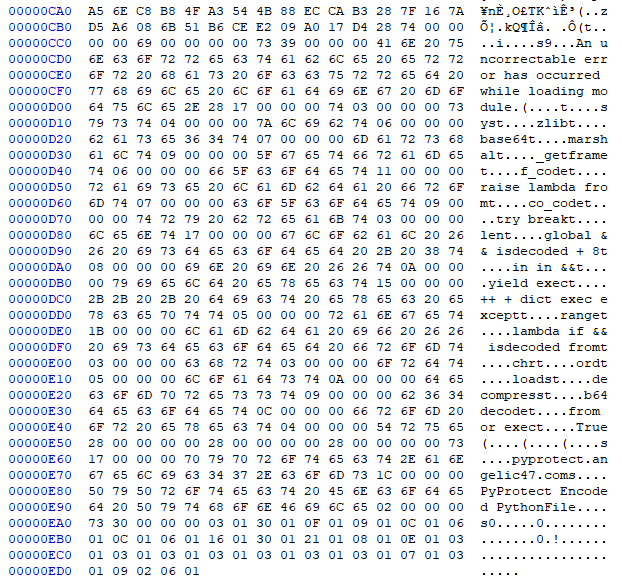 00000CA0 A5 6E C8 B8 4F A3 54 4B 88 EC CA B3 28 7F 16 7A ¥nÈ¸O£TKˆìÊ³(..z
00000CB0 D5 A6 08 6B 51 B6 CE E2 09 A0 17 D4 28 74 00 00 Õ¦.kQ¶Îâ. .Ô(t..
00000CC0 00 00 69 00 00 00 00 73 39 00 00 00 41 6E 20 75 ..i....s9...An u
00000CD0 6E 63 6F 72 72 65 63 74 61 62 6C 65 20 65 72 72 ncorrectable err
00000CE0 6F 72 20 68 61 73 20 6F 63 63 75 72 72 65 64 20 or has occurred 
00000CF0 77 68 69 6C 65 20 6C 6F 61 64 69 6E 67 20 6D 6F while loading mo
00000D00 64 75 6C 65 2E 28 17 00 00 00 74 03 00 00 00 73 dule.(....t....s
00000D10 79 73 74 04 00 00 00 7A 6C 69 62 74 06 00 00 00 yst....zlibt....
00000D20 62 61 73 65 36 34 74 07 00 00 00 6D 61 72 73 68 base64t....marsh
00000D30 61 6C 74 09 00 00 00 5F 67 65 74 66 72 61 6D 65 alt...._getframe
00000D40 74 06 00 00 00 66 5F 63 6F 64 65 74 11 00 00 00 t....f_codet....
00000D50 72 61 69 73 65 20 6C 61 6D 62 64 61 20 66 72 6F raise lambda fro
00000D60 6D 74 07 00 00 00 63 6F 5F 63 6F 64 65 74 09 00 mt....co_codet..
00000D70 00 00 74 72 79 20 62 72 65 61 6B 74 03 00 00 00 ..try breakt....
00000D80 6C 65 6E 74 17 00 00 00 67 6C 6F 62 61 6C 20 26 lent....global &
00000D90 26 20 69 73 64 65 63 6F 64 65 64 20 2B 20 38 74 & isdecoded + 8t
00000DA0 08 00 00 00 69 6E 20 69 6E 20 26 26 74 0A 00 00 ....in in &&t...
00000DB0 00 79 69 65 6C 64 20 65 78 65 63 74 15 00 00 00 .yield exect....
00000DC0 2B 2B 20 2B 20 64 69 63 74 20 65 78 65 63 20 65 ++ + dict exec e
00000DD0 78 63 65 70 74 74 05 00 00 00 72 61 6E 67 65 74 xceptt....ranget
00000DE0 1B 00 00 00 6C 61 6D 62 64 61 20 69 66 20 26 26 ....lambda if &&
00000DF0 20 69 73 64 65 63 6F 64 65 64 20 66 72 6F 6D 74  isdecoded fromt
00000E00 03 00 00 00 63 68 72 74 03 00 00 00 6F 72 64 74 ....chrt....ordt
00000E10 05 00 00 00 6C 6F 61 64 73 74 0A 00 00 00 64 65 ....loadst....de
00000E20 63 6F 6D 70 72 65 73 73 74 09 00 00 00 62 36 34 compresst....b64
00000E30 64 65 63 6F 64 65 74 0C 00 00 00 66 72 6F 6D 20 decodet....from 
00000E40 6F 72 20 65 78 65 63 74 04 00 00 00 54 72 75 65 or exect....True
00000E50 28 00 00 00 00 28 00 00 00 00 28 00 00 00 00 73 (....(....(....s
00000E60 17 00 00 00 70 79 70 72 6F 74 65 63 74 2E 61 6E ....pyprotect.an
00000E70 67 65 6C 69 63 34 37 2E 63 6F 6D 73 1C 00 00 00 gelic47.coms....
00000E80 50 79 50 72 6F 74 65 63 74 20 45 6E 63 6F 64 65 PyProtect Encode
00000E90 64 20 50 79 74 68 6F 6E 46 69 6C 65 02 00 00 00 d PythonFile....
00000EA0 73 30 00 00 00 03 01 30 01 0F 01 09 01 0C 01 06 s0.....0........
00000EB0 01 0C 01 06 01 16 01 30 01 21 01 08 01 0E 01 03 .......0.!......
00000EC0 01 03 01 03 01 03 01 03 01 03 01 03 01 07 01 03 ................
00000ED0 01 09 02 06 01 .....